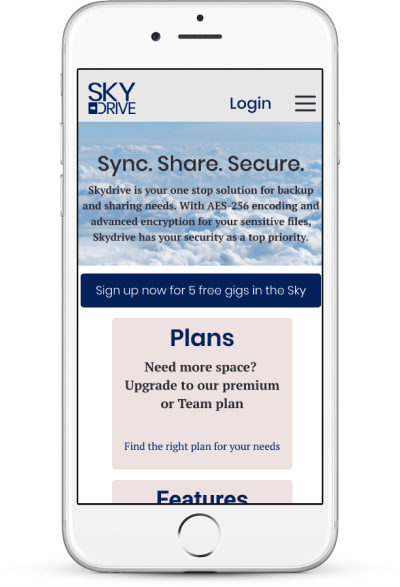 SKY
DRIVE
Login
Sync. Share. Secure.
Skydrive is your one stop solution for backup
and sharing needs. With AES-256 encoding and
advanced encryption for your sensitive files,
Skydrive has your security as a top priority.
Sign up now for 5 free gigs in the Sky
Plans
Need more space?
Upgrade to our premium
or Team plan
Find the right plan for your needs
Features